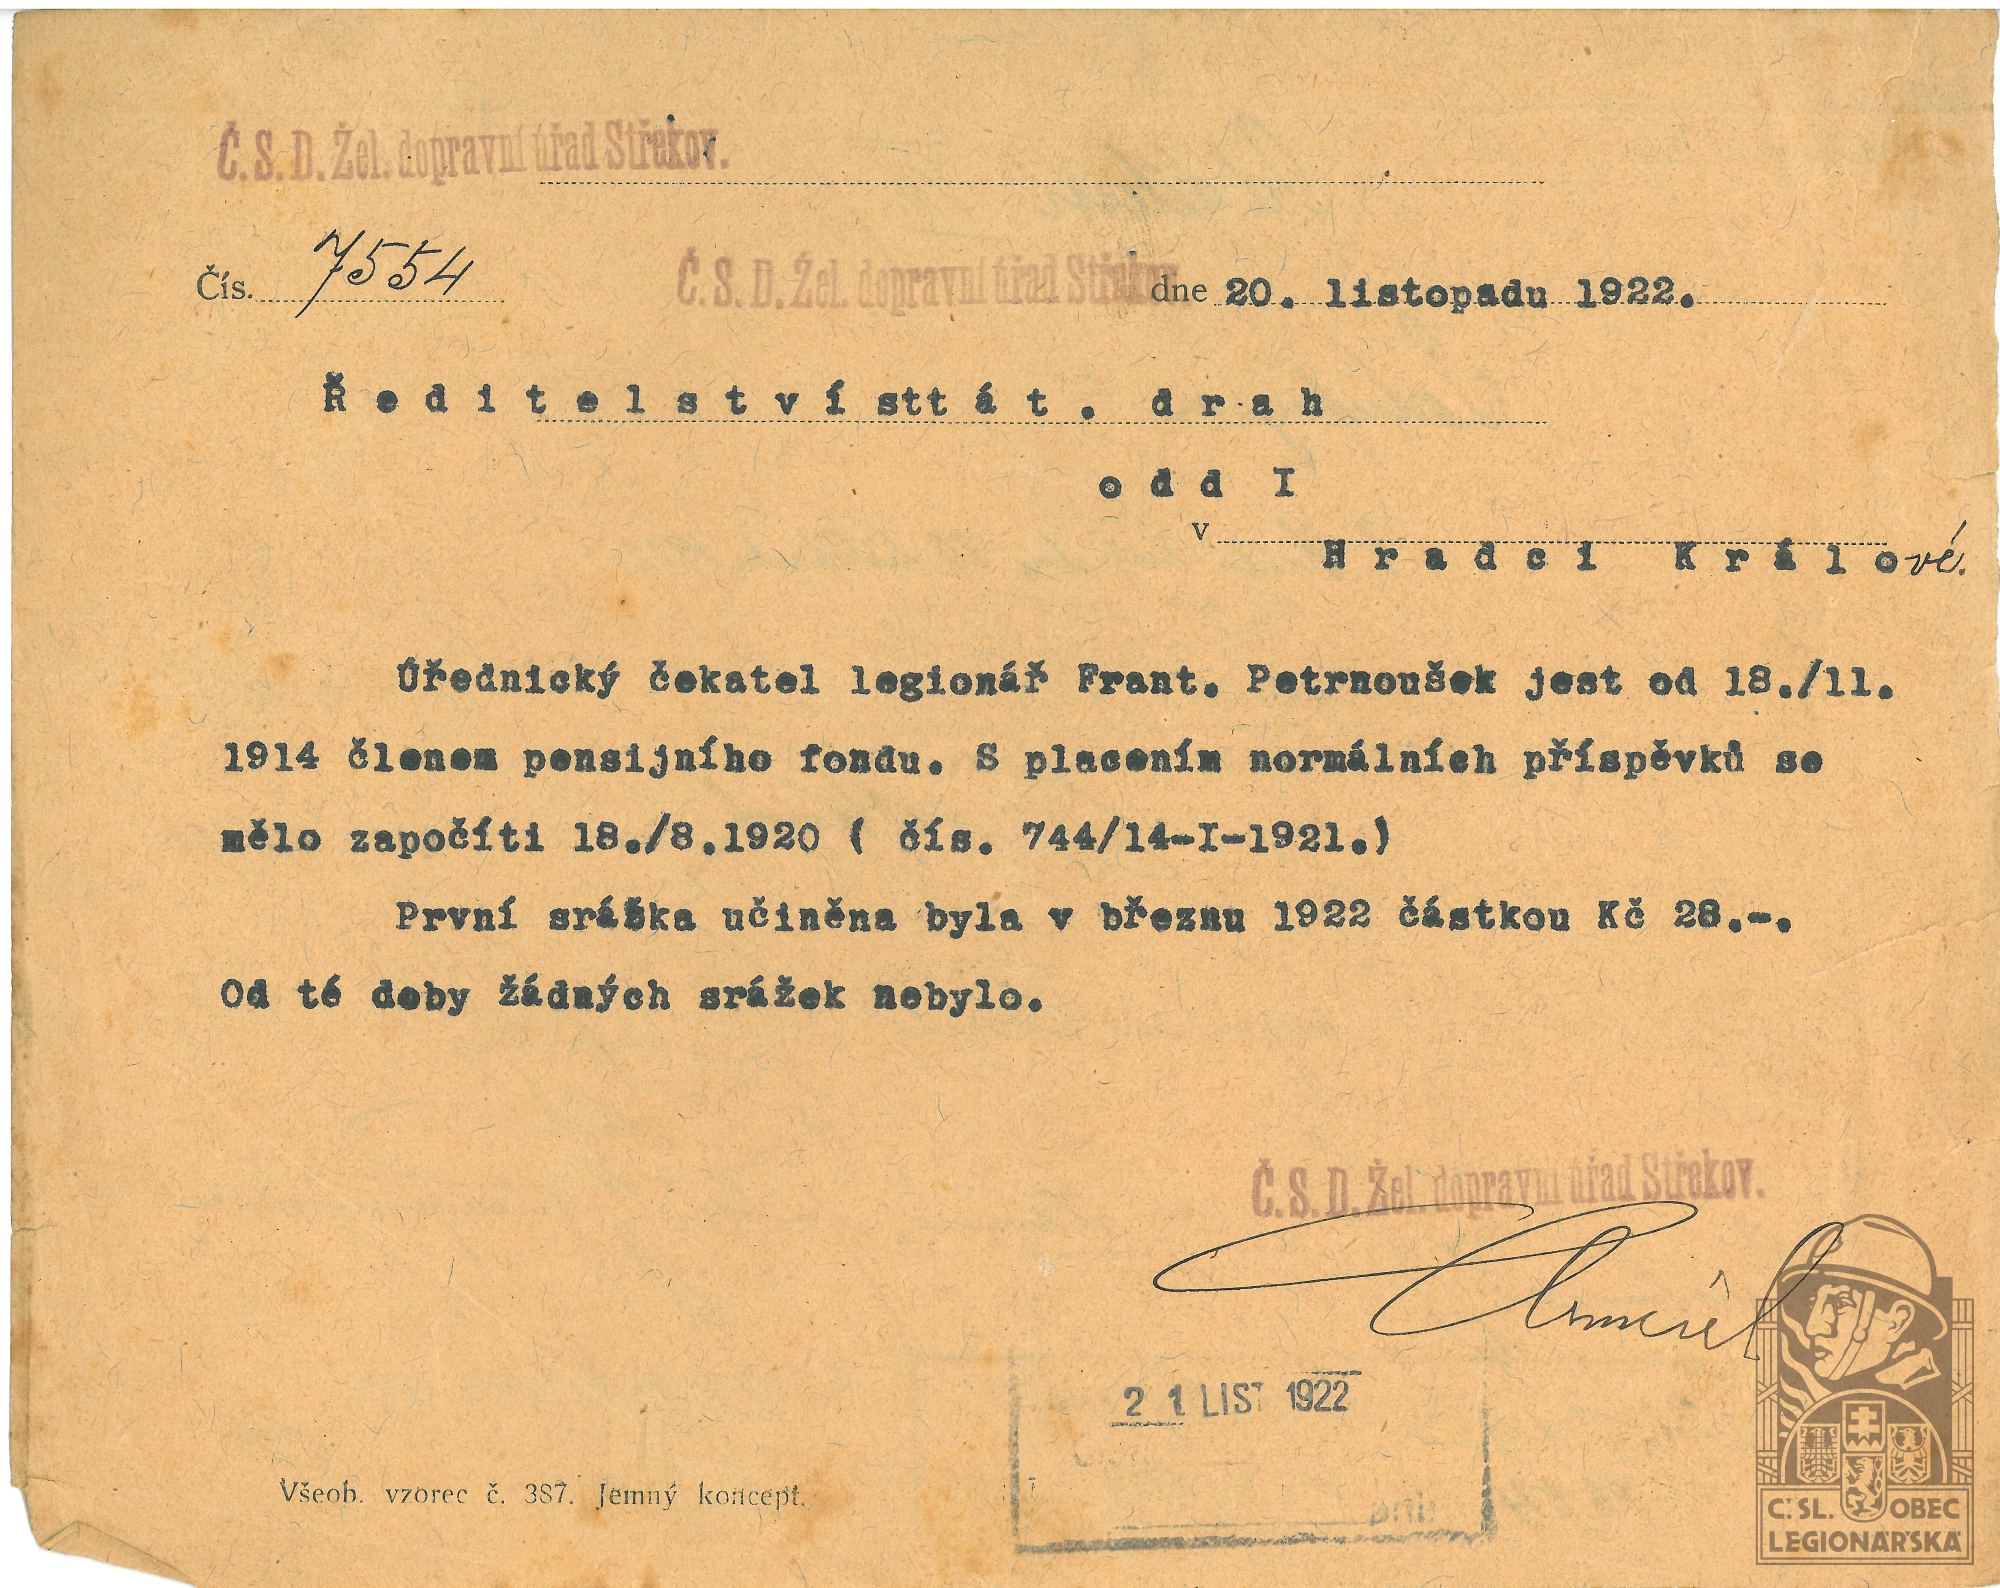 Č. S. D. Žel. dopravní úřad Střekov.
Čís. 7554 Č. S. D. Žel. dopravní úřad Střekov. dne 20. listopadu 1922.
Ředitelství sttát. drah
odd I
v
Hradci Králové.
Úřednický čekatel legionář Frant. Petrnoušek jest od 18./11.
1914 členem pensijního fondu. S placením normálních příspěvků se
mělo započíti 18./8.1920 ( čís. 744/14-I-1921.)
První srážka učiněna byla v březnu 1922 částkou Kč 28.-.
Od té doby žádných srážek nebylo.
Č. S. D. Žel. dopravní úřad Střekov.
21 LIST 1922
dne
Všeob. vzorec č. 387. Jemný koncept.
Č. SL. OBEC
LEGIONÁŘSKÁ